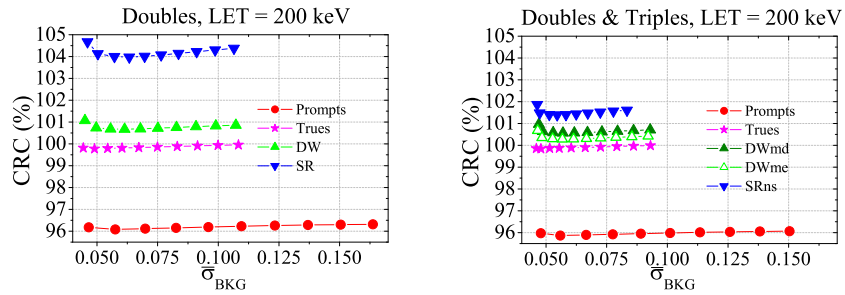 Doubles, LET = 200 keV
105
104
103
102
101
100
99
98
97
96
CRC (%)
Prompts
Trues
DW
SR
0.050 0.075 0.100 0.125 0.150
σ̅BKG
Doubles & Triples, LET = 200 keV
105
104
103
102
101
100
99
98
97
96
CRC (%)
Prompts
Trues
DWmd
DWme
SRns
0.050 0.075 0.100 0.125 0.150
σ̅BKG